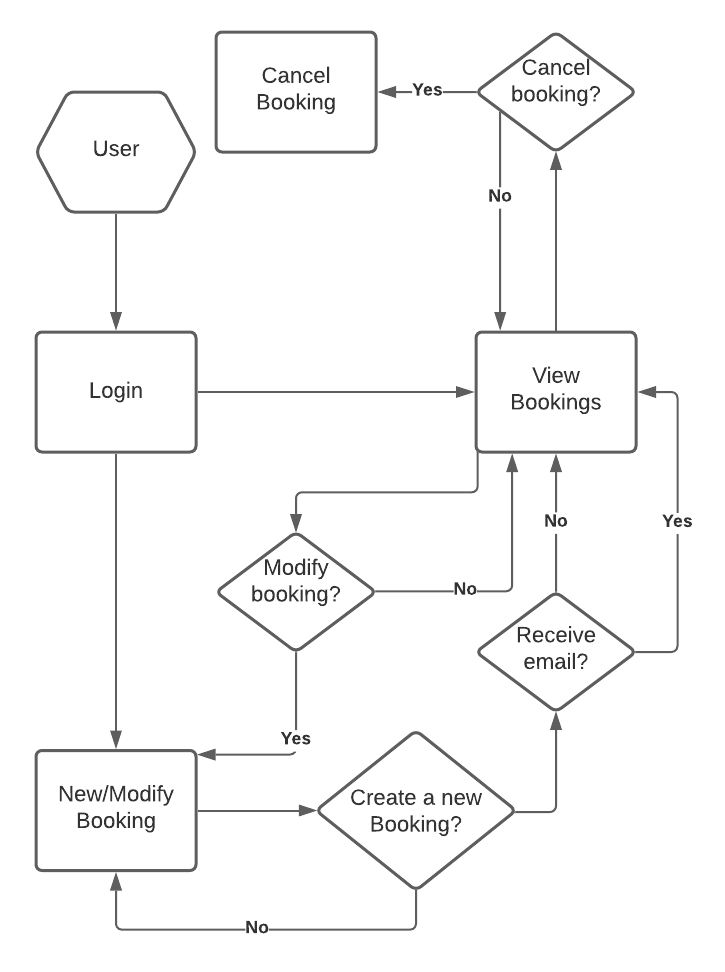 Cancel
Booking
Yes
Cancel
booking?
User
No
Login
View
Bookings
No
Yes
Modify
booking?
No
Receive
email?
Yes
New/Modify
Booking
Create a new
Booking?
No